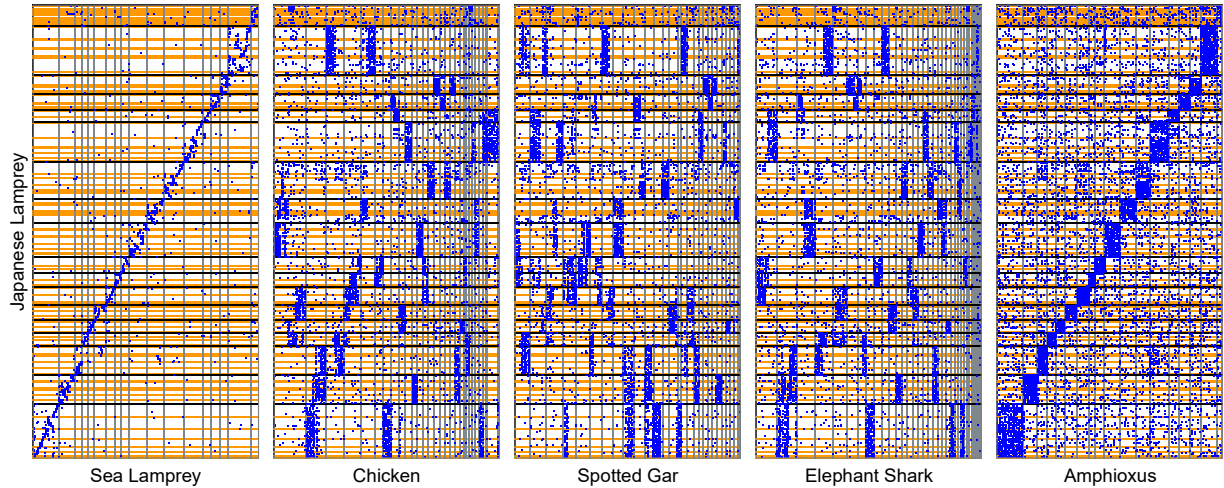 Japanese Lamprey
Sea Lamprey
Chicken
Spotted Gar
Elephant Shark
Amphioxus